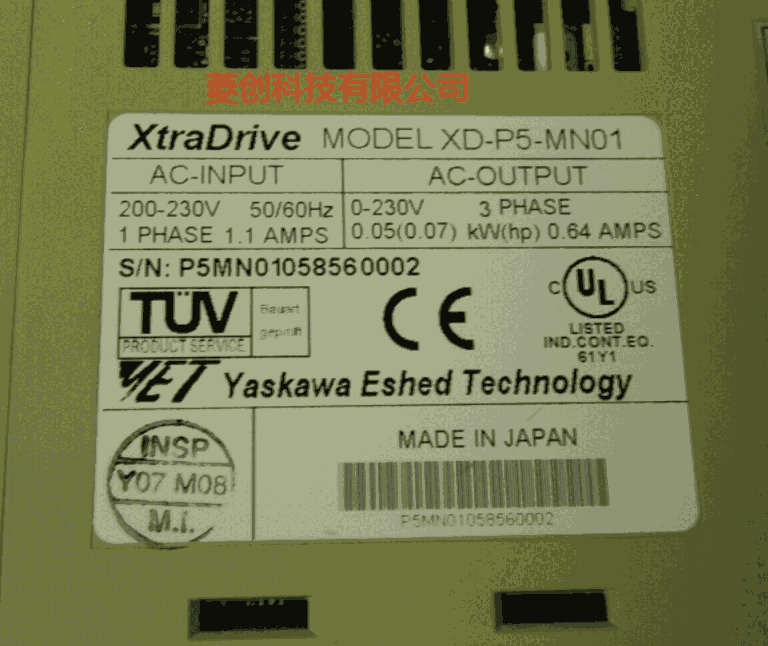 菱创科技有限公司
XtraDrive MODEL XD-P5-MN01
AC-INPUT AC-OUTPUT
200-230V 50/60Hz 0-230V 3 PHASE
1 PHASE 1.1 AMPS 0.05(0.07) kW(hp) 0.64 AMPS
S/N: P5MN01058560002
TÜV Bauart
geprüft
PRODUCT SERVICE
CE
C UL US
LISTED
IND.CONT.EQ.
61Y1
YET Yaskawa Eshed Technology
INSP
Y07 M08
M.i.
MADE IN JAPAN
P5MN01058560002